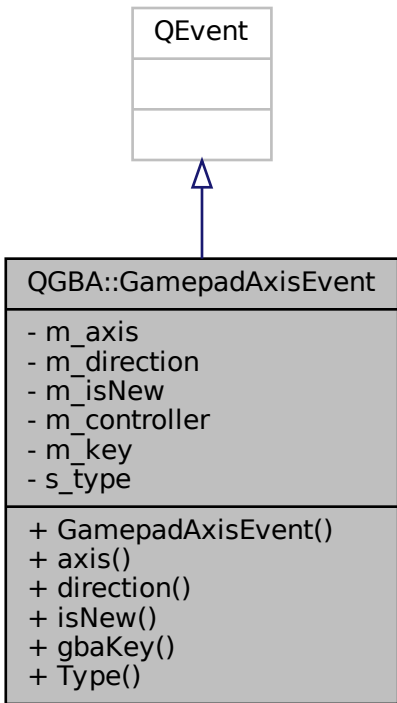 QEvent
QGBA::GamepadAxisEvent
- m_axis
- m_direction
- m_isNew
- m_controller
- m_key
- s_type
+ GamepadAxisEvent()
+ axis()
+ direction()
+ isNew()
+ gbaKey()
+ Type()